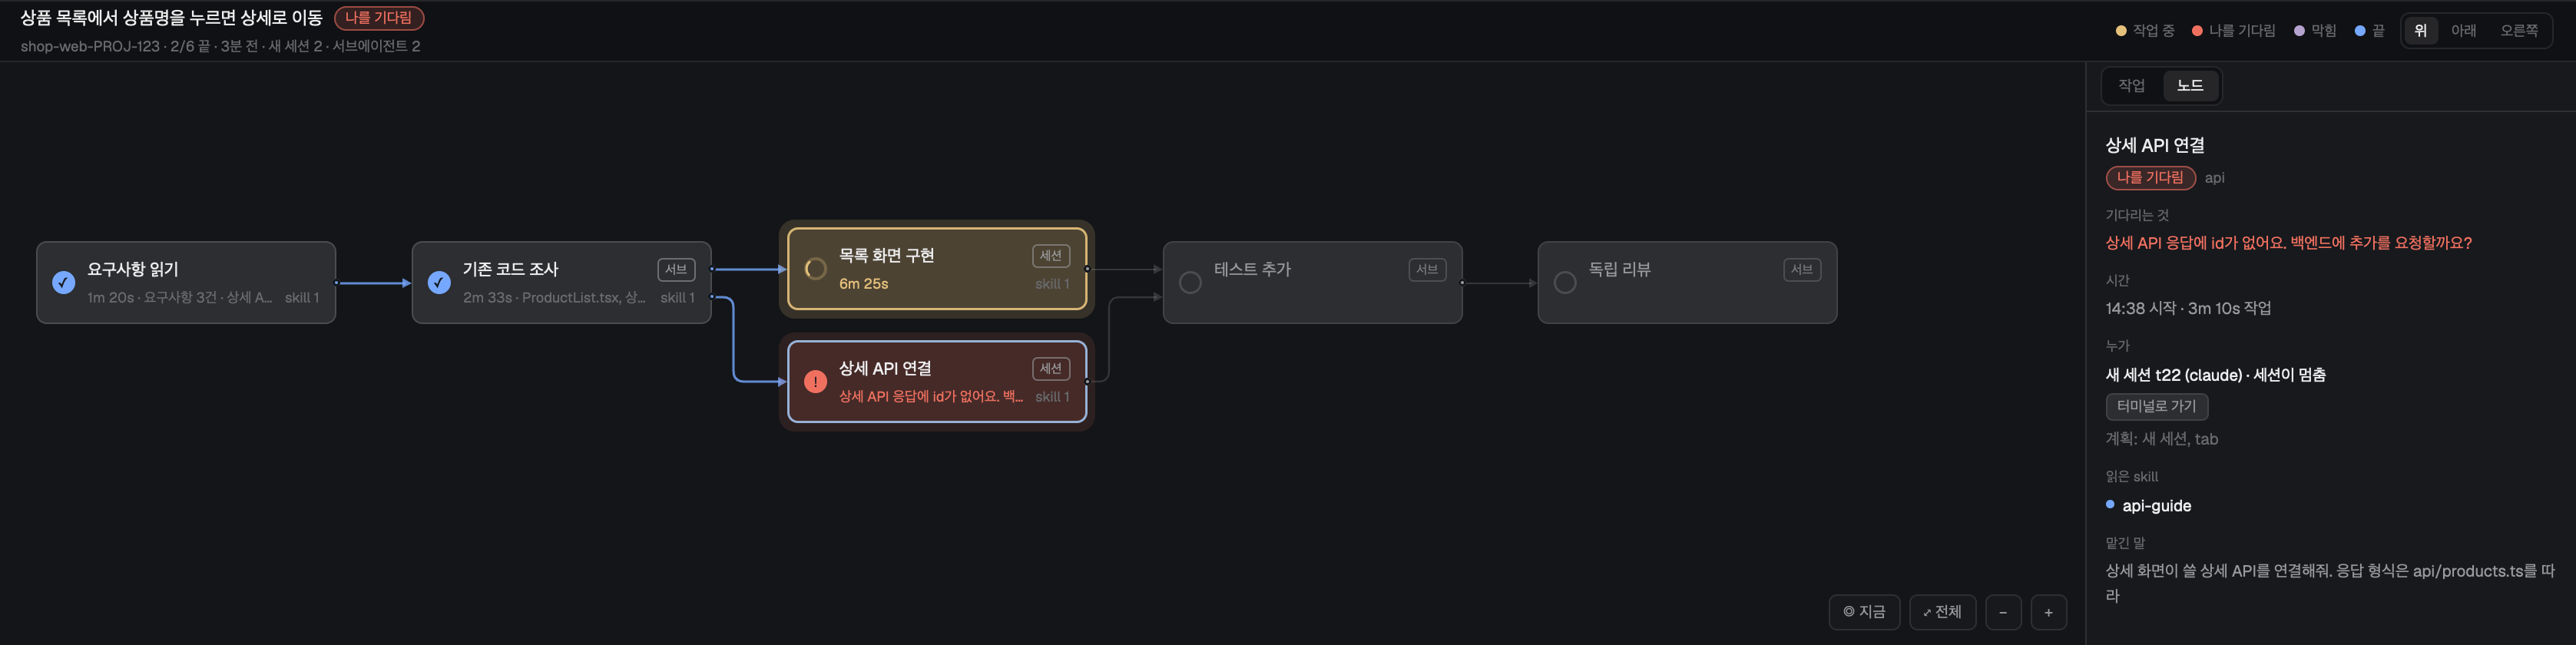 상품 목록에서 상품명을 누르면 상세로 이동 나를 기다림
shop-web-PROJ-123 · 2/6 끝 · 3분 전 · 새 세션 2 · 서브에이전트 2
작업 중 나를 기다림 막힘 끝 위 아래 오른쪽
요구사항 읽기
1m 20s · 요구사항 3건 · 상세 A... skill 1
기존 코드 조사 서브
2m 33s · ProductList.tsx, 상... skill 1
목록 화면 구현 세션
6m 25s skill 1
상세 API 연결 세션
상세 API 응답에 id가 없어요. 백... skill 1
테스트 추가 서브
독립 리뷰 서브
지금 전체 − +
작업 노드
상세 API 연결
나를 기다림 api
기다리는 것
상세 API 응답에 id가 없어요. 백엔드에 추가를 요청할까요?
시간
14:38 시작 · 3m 10s 작업
누가
새 세션 t22 (claude) · 세션이 멈춤
터미널로 가기
계획: 새 세션, tab
읽은 skill
api-guide
맡긴 말
상세 화면이 쓸 상세 API를 연결해줘. 응답 형식은 api/products.ts를 따
라